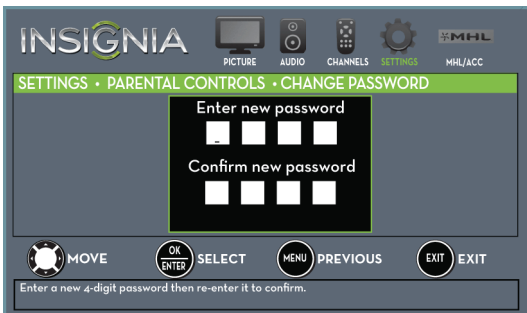 INSIGNIA
PICTURE AUDIO CHANNELS SETTINGS MHL/ACC
MHL
SETTINGS • PARENTAL CONTROLS • CHANGE PASSWORD
Enter new password
_
Confirm new password
MOVE OK ENTER SELECT MENU PREVIOUS EXIT EXIT
Enter a new 4-digit password then re-enter it to confirm.